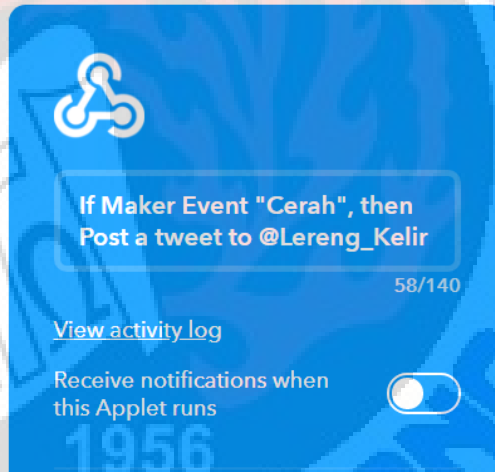 If Maker Event "Cerah", then
Post a tweet to @Lereng_Kelir
58/140
View activity log
Receive notifications when
this Applet runs
1956